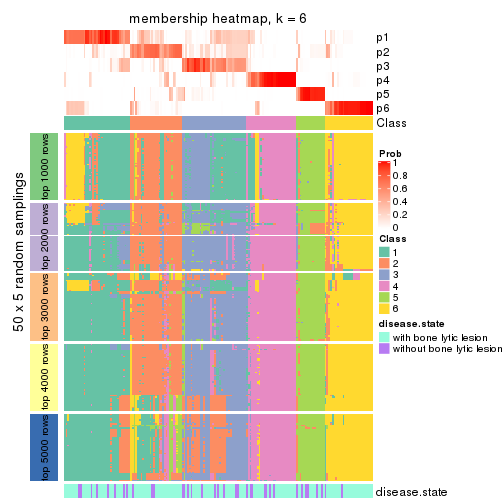 membership heatmap, k = 6
p1
p2
p3
p4
p5
p6
Class
50 x 5 random samplings
top 1000 rows
top 2000 rows
top 3000 rows
top 4000 rows
top 5000 rows
Prob
1
0.8
0.6
0.4
0.2
0
Class
1
2
3
4
5
6
disease.state
with bone lytic lesion
without bone lytic lesion
disease.state